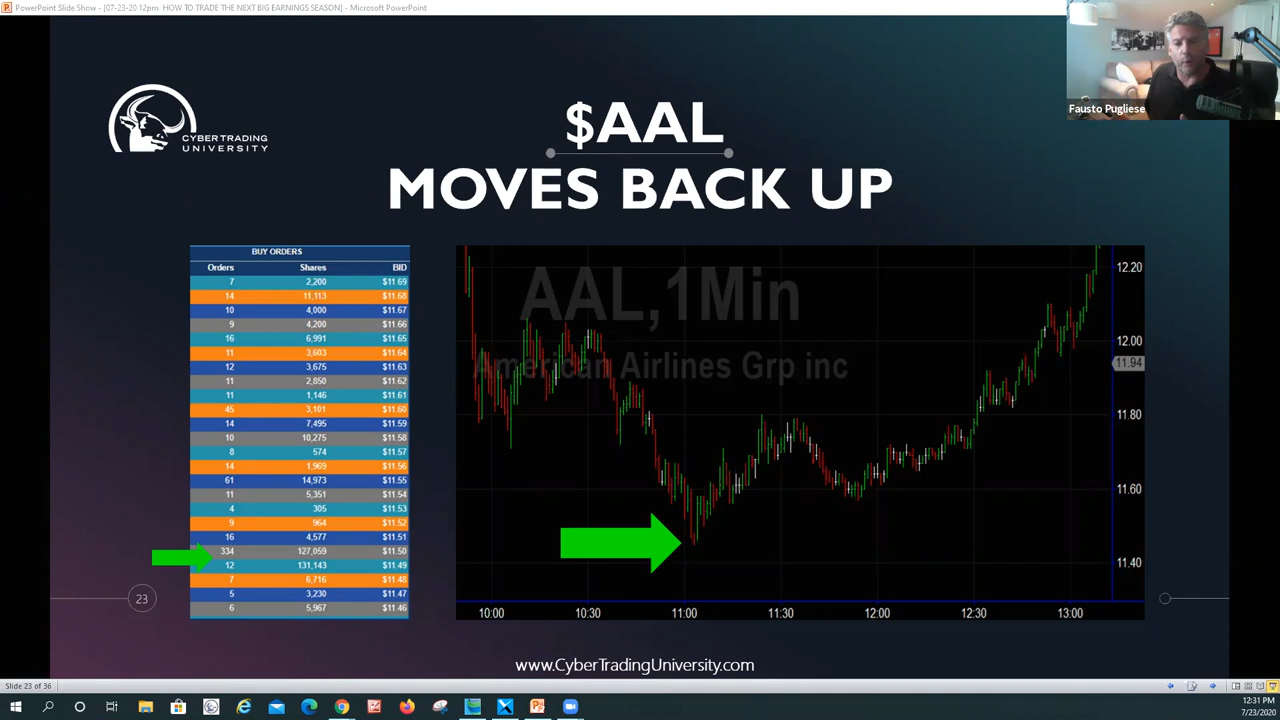 PowerPoint Slide Show - [07-23-20 12pm  HOW TO TRADE THE NEXT BIG EARNINGS SEASON] - Microsoft PowerPoint
Fausto Pugliese
CYBERTRADING
UNIVERSITY
$AAL
MOVES BACK UP
BUY ORDERS
Orders Shares BID
7 2,200 $11.69
14 11,113 $11.68
10 4,000 $11.67
9 4,200 $11.66
16 6,991 $11.65
11 3,603 $11.64
12 3,675 $11.63
11 2,850 $11.62
11 1,146 $11.61
45 3,101 $11.60
14 7,495 $11.59
10 10,275 $11.58
8 574 $11.57
14 1,969 $11.56
61 14,973 $11.55
11 5,351 $11.54
4 305 $11.53
9 964 $11.52
16 4,577 $11.51
334 127,059 $11.50
12 131,143 $11.49
7 6,716 $11.48
5 3,230 $11.47
6 5,967 $11.46
AAL,1Min
American Airlines Grp inc
12.20
12.00
11.94
11.80
11.60
11.40
10:00 10:30 11:00 11:30 12:00 12:30 13:00
23
www.CyberTradingUniversity.com
Slide 23 of 36
12:31 PM
7/23/2020